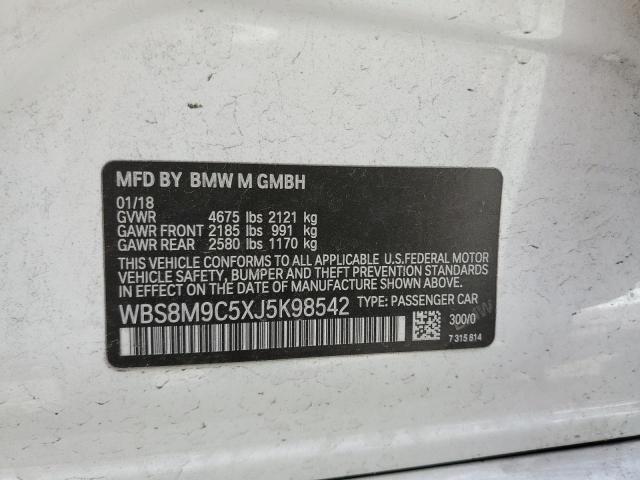 MFD BY BMW M GMBH
01/18
GVWR 4675 lbs 2121 kg
GAWR FRONT 2185 lbs 991 kg
GAWR REAR 2580 lbs 1170 kg
THIS VEHICLE CONFORMS TO ALL APPLICABLE U.S.FEDERAL MOTOR
VEHICLE SAFETY, BUMPER AND THEFT PREVENTION STANDARDS IN
EFFECT ON THE DATE OF MANUFACTURE SHOWN ABOVE.
WBS8M9C5XJ5K98542 TYPE: PASSENGER CAR
300/0
7 315 814